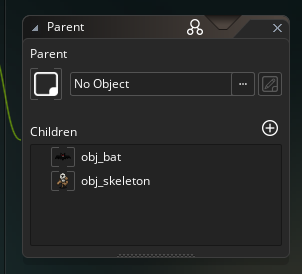 Parent
Parent
No Object
...
Children
obj_bat
obj_skeleton